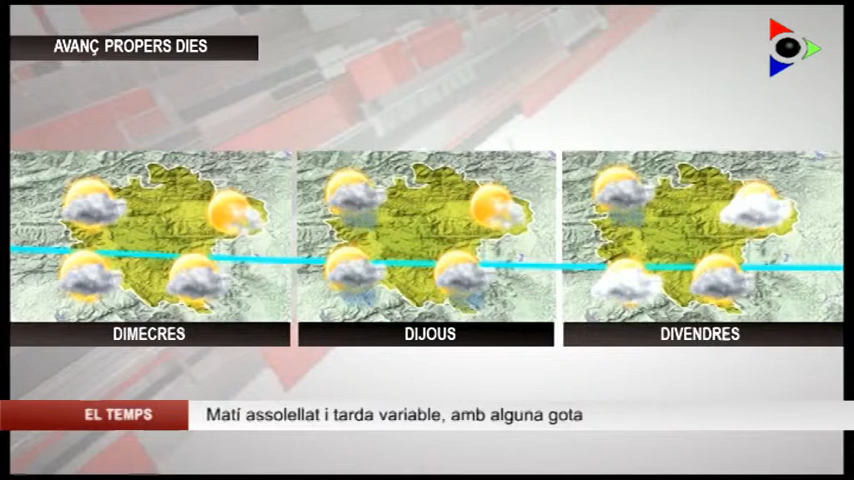 AVANÇ PROPERS DIES
DIMECRES
DIJOUS
DIVENDRES
EL TEMPS
Matí assolellat i tarda variable, amb alguna gota